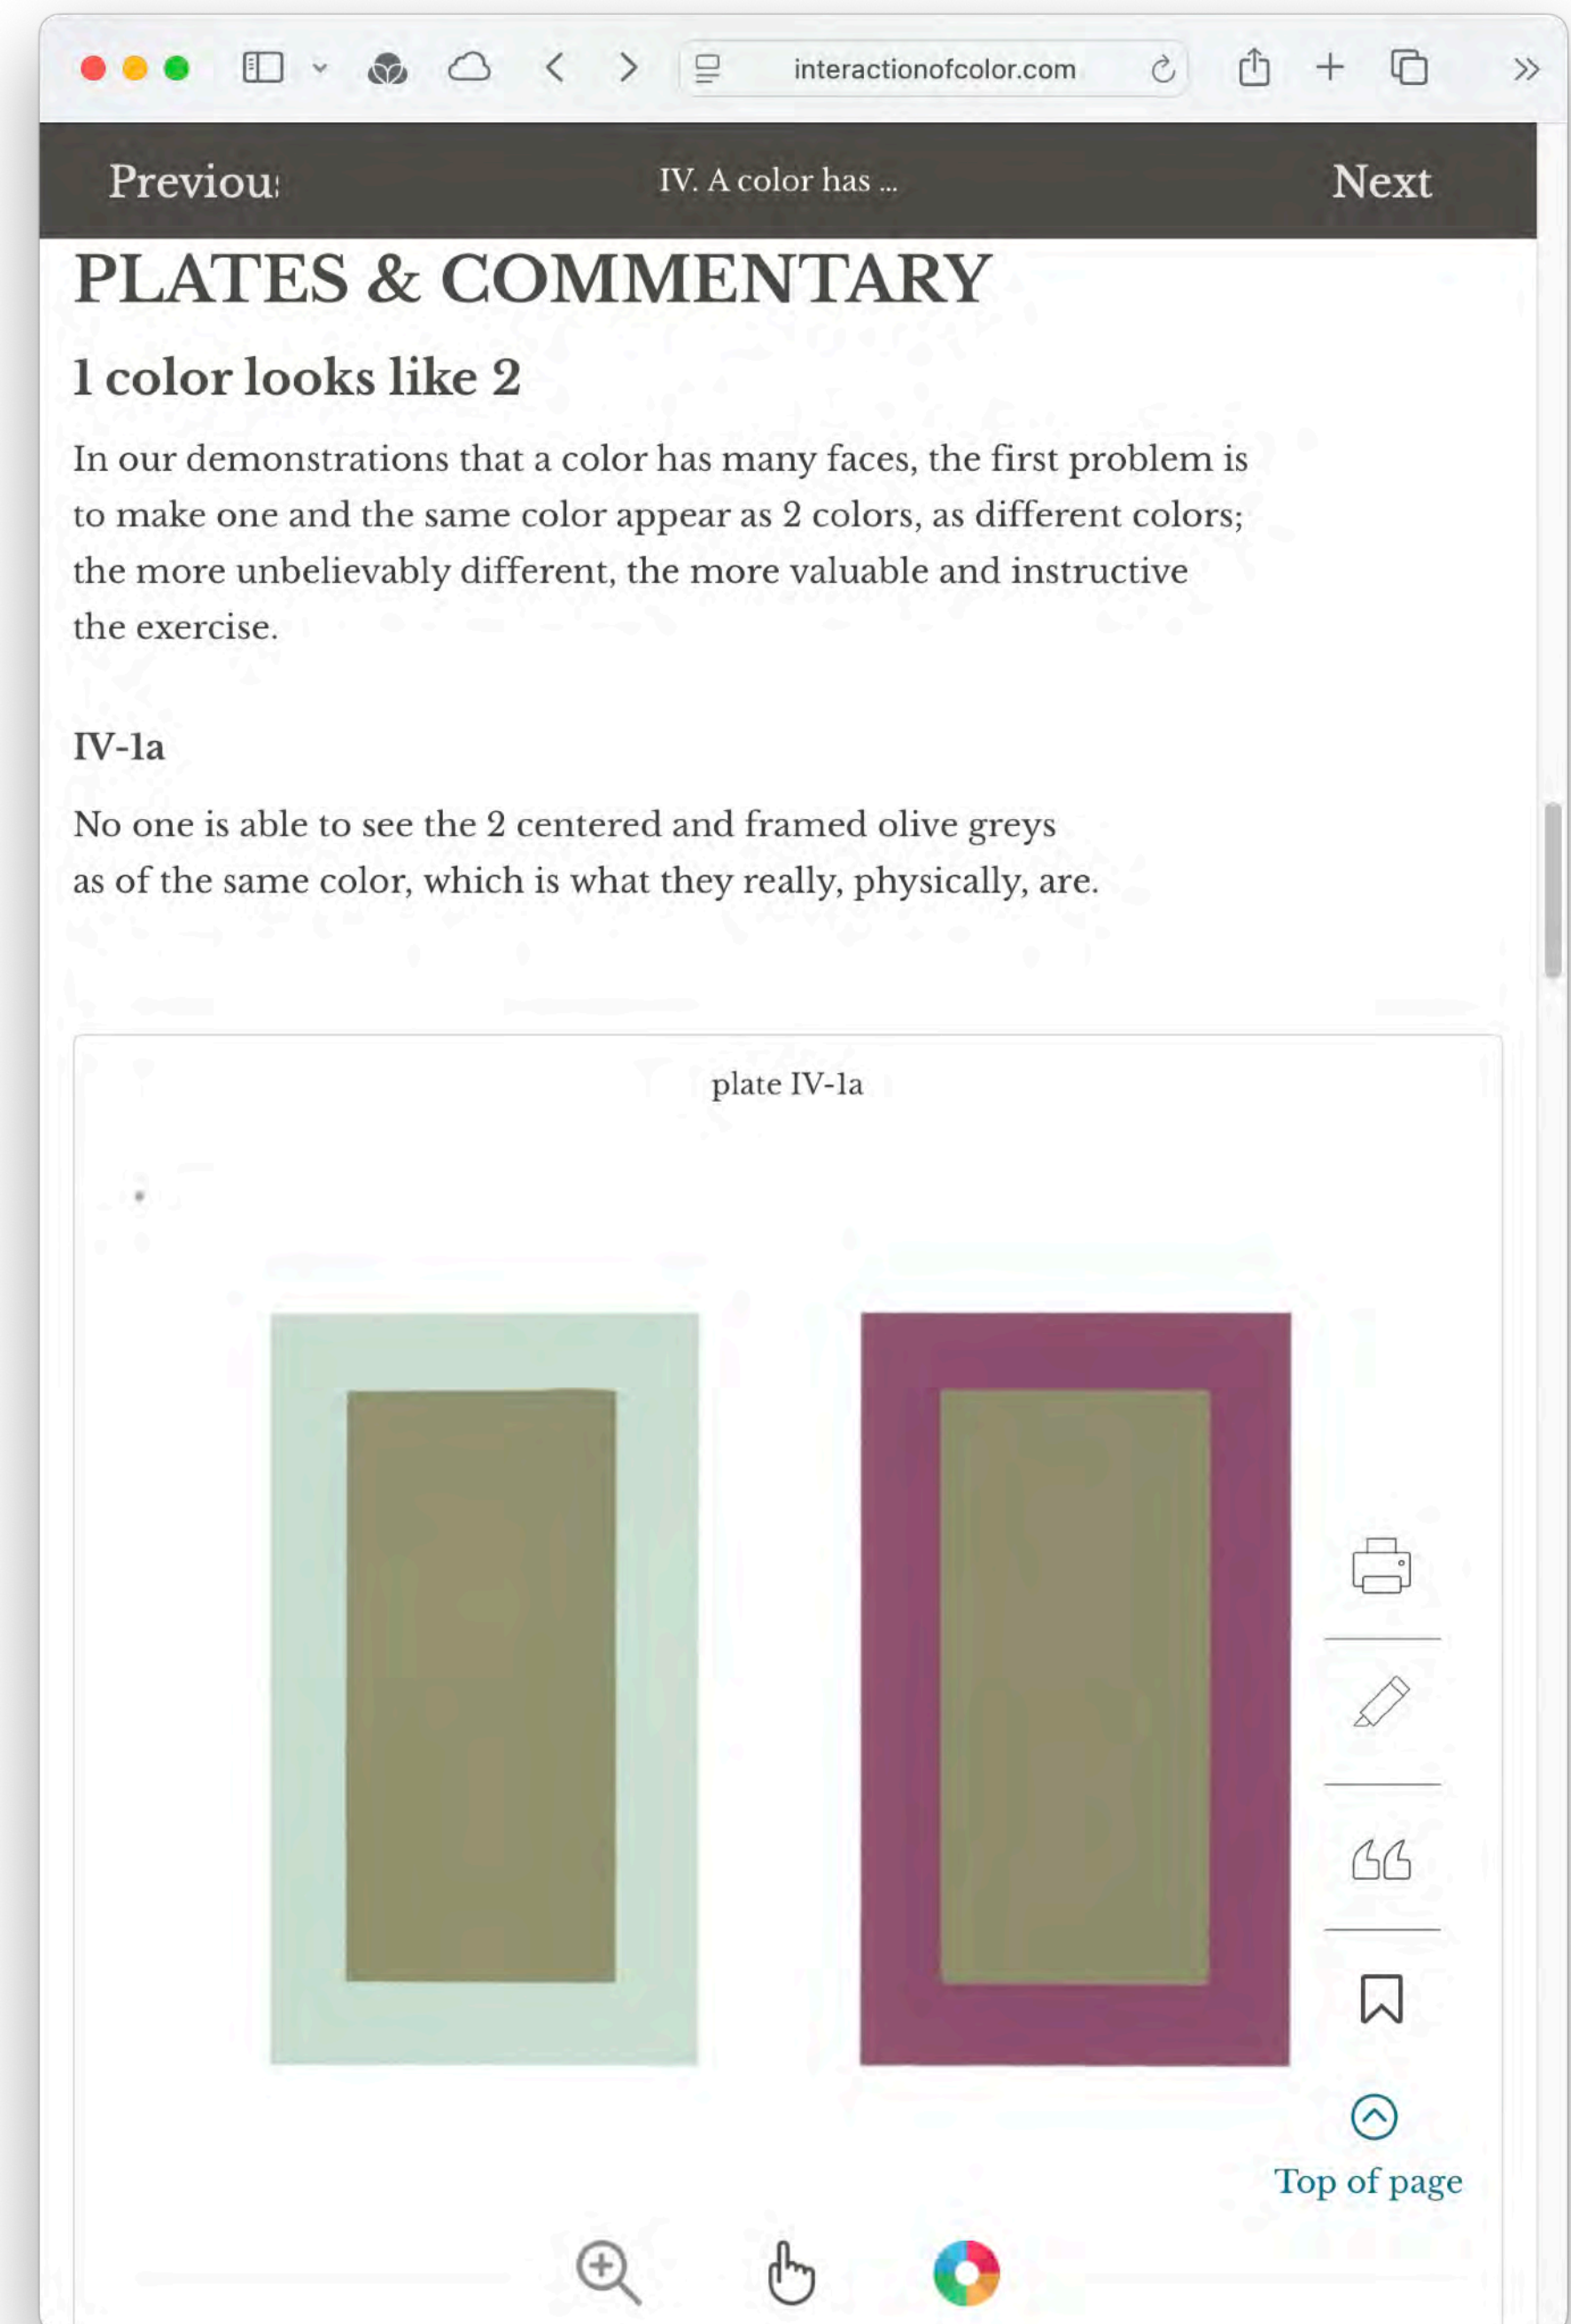 interactionofcolor.com
Previous
IV. A color has ...
Next
PLATES & COMMENTARY
1 color looks like 2
In our demonstrations that a color has many faces, the first problem is
to make one and the same color appear as 2 colors, as different colors;
the more unbelievably different, the more valuable and instructive
the exercise.
IV-1a
No one is able to see the 2 centered and framed olive greys
as of the same color, which is what they really, physically, are.
plate IV-1a
Top of page